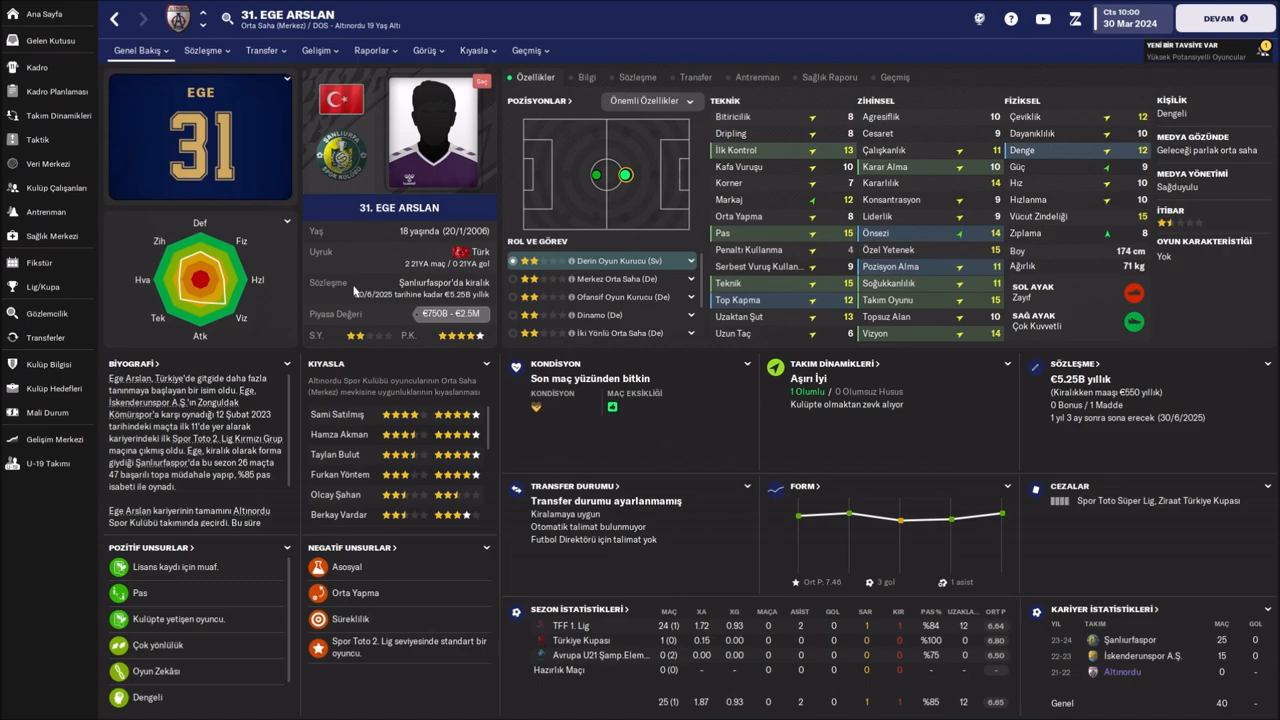 Ana Sayfa
Gelen Kutusu
Kadro
Kadro Planlaması
Takım Dinamikleri
Taktik
Veri Merkezi
Kulüp Çalışanları
Antrenman
Sağlık Merkezi
Fikstür
Lig/Kupa
Gözlemcilik
Transferler
Kulüp Bilgisi
Kulüp Hedefleri
Mali Durum
Gelişim Merkezi
U-19 Takımı
31. EGE ARSLAN
Orta Saha (Merkez) / DOS - Altınordu 19 Yaş Altı
Cts 10:00
30 Mar 2024
DEVAM
Genel Bakış
Sözleşme
Transfer
Gelişim
Raporlar
Görüş
Kıyasla
Geçmiş
YENİ BİR TAVSİYE VAR
Yüksek Potansiyelli Oyuncular
1
EGE
31
Def
Fiz
Hzl
Viz
Atk
Tek
Hva
Zih
Geç
ŞANLIURFA
SPOR KULÜBÜ
hummel
31. EGE ARSLAN
Yaş 18 yaşında (20/1/2006)
Uyruk Türk
2 21YA maç / 0 21YA gol
Sözleşme Şanlıurfaspor'da kiralık
30/6/2025 tarihine kadar €5.25B yıllık
Piyasa Değeri €750B - €2.5M
S.Y. P.K.
Özellikler
Bilgi
Sözleşme
Transfer
Antrenman
Sağlık Raporu
Geçmiş
POZİSYONLAR
Önemli Özellikler
ROL VE GÖREV
Derin Oyun Kurucu (Sv)
Merkez Orta Saha (De)
Ofansif Oyun Kurucu (De)
Dinamo (De)
İki Yönlü Orta Saha (De)
TEKNİK
Bitiricilik 8
Dripling 8
İlk Kontrol 13
Kafa Vuruşu 10
Korner 7
Markaj 12
Orta Yapma 8
Pas 15
Penaltı Kullanma 4
Serbest Vuruş Kullan... 9
Teknik 15
Top Kapma 12
Uzaktan Şut 13
Uzun Taç 6
ZİHİNSEL
Agresiflik 10
Cesaret 9
Çalışkanlık 11
Karar Alma 10
Kararlılık 14
Konsantrasyon 9
Liderlik 9
Önsezi 14
Özel Yetenek 15
Pozisyon Alma 11
Soğukkanlılık 11
Takım Oyunu 15
Topsuz Alan 10
Vizyon 14
FİZİKSEL
Çeviklik 12
Dayanıklılık 10
Denge 12
Güç 9
Hız 10
Hızlanma 10
Vücut Zindeliği 15
Zıplama 8
Boy 174 cm
Ağırlık 71 kg
SOL AYAK
Zayıf
SAĞ AYAK
Çok Kuvvetli
KİŞİLİK
Dengeli
MEDYA GÖZÜNDE
Geleceği parlak orta saha
MEDYA YÖNETİMİ
Sağduyulu
İTİBAR
OYUN KARAKTERİSTİĞİ
Yok
BİYOGRAFİ
Ege Arslan, Türkiye'de gitgide daha fazla
tanınmaya başlayan bir isim oldu. Ege,
İskenderunspor A.Ş.'ın Zonguldak
Kömürspor'a karşı oynadığı 12 Şubat 2023
tarihindeki maçta ilk 11'de yer alarak
kariyerindeki ilk Spor Toto 2. Lig Kırmızı Grup
maçına çıkmış oldu. Ege, kiralık olarak forma
giydiği Şanlıurfaspor'da bu sezon 26 maçta
47 başarılı topa müdahale yapıp, %85 pas
isabeti ile oynadı.
Ege Arslan kariyerinin tamamını Altınordu
Spor Kulübü takımında geçirdi. Bu süre
KIYASLA
Altınordu Spor Kulübü oyuncularının Orta Saha
(Merkez) mevkisine uygunluklarının kıyaslaması
Sami Satılmış
Hamza Akman
Taylan Bulut
Furkan Yöntem
Olcay Şahan
Berkay Vardar
POZİTİF UNSURLAR
Lisans kaydı için muaf.
Pas
Kulüpte yetişen oyuncu.
Çok yönlülük
Oyun Zekâsı
Dengeli
NEGATİF UNSURLAR
Asosyal
Orta Yapma
Süreklilik
Spor Toto 2. Lig seviyesinde standart bir
oyuncu.
KONDİSYON
Son maç yüzünden bitkin
KONDİSYON
MAÇ EKSİKLİĞİ
TAKIM DİNAMİKLERİ
Aşırı İyi
1 Olumlu / 0 Olumsuz Husus
Kulüpte olmaktan zevk alıyor
SÖZLEŞME
€5.25B yıllık
(Kiralıkken maaşı €550 yıllık)
0 Bonus / 1 Madde
1 yıl 3 ay sonra sona erecek (30/6/2025)
TRANSFER DURUMU
Transfer durumu ayarlanmamış
Kiralamaya uygun
Otomatik talimat bulunmuyor
Futbol Direktörü için talimat yok
FORM
Ort P: 7.46
3 gol
1 asist
CEZALAR
Spor Toto Süper Lig, Ziraat Türkiye Kupası
SEZON İSTATİSTİKLERİ MAÇ XA XG MAÇA ASİST GOL SAR KIR PAS % UZAKLA... ORT P
TFF 1. Lig 24 (1) 1.72 0.93 0 2 0 1 1 %84 12 6.64
Türkiye Kupası 1 (0) 0.15 0.00 0 0 0 0 0 %100 0 6.80
Avrupa U21 Şamp.Elem... 0 (2) 0.00 0.00 0 0 0 0 0 %75 0 6.50
Hazırlık Maçı 0 (0) - - - - - - - - - -
25 (1) 1.87 0.93 0 2 0 1 1 %85 12 6.65
KARİYER İSTATİSTİKLERİ
YIL TAKIM MAÇ GOL
23-24 Şanlıurfaspor 25 0
22-23 İskenderunspor A.Ş. 15 0
21-22 Altınordu 0 -
Genel 40 -